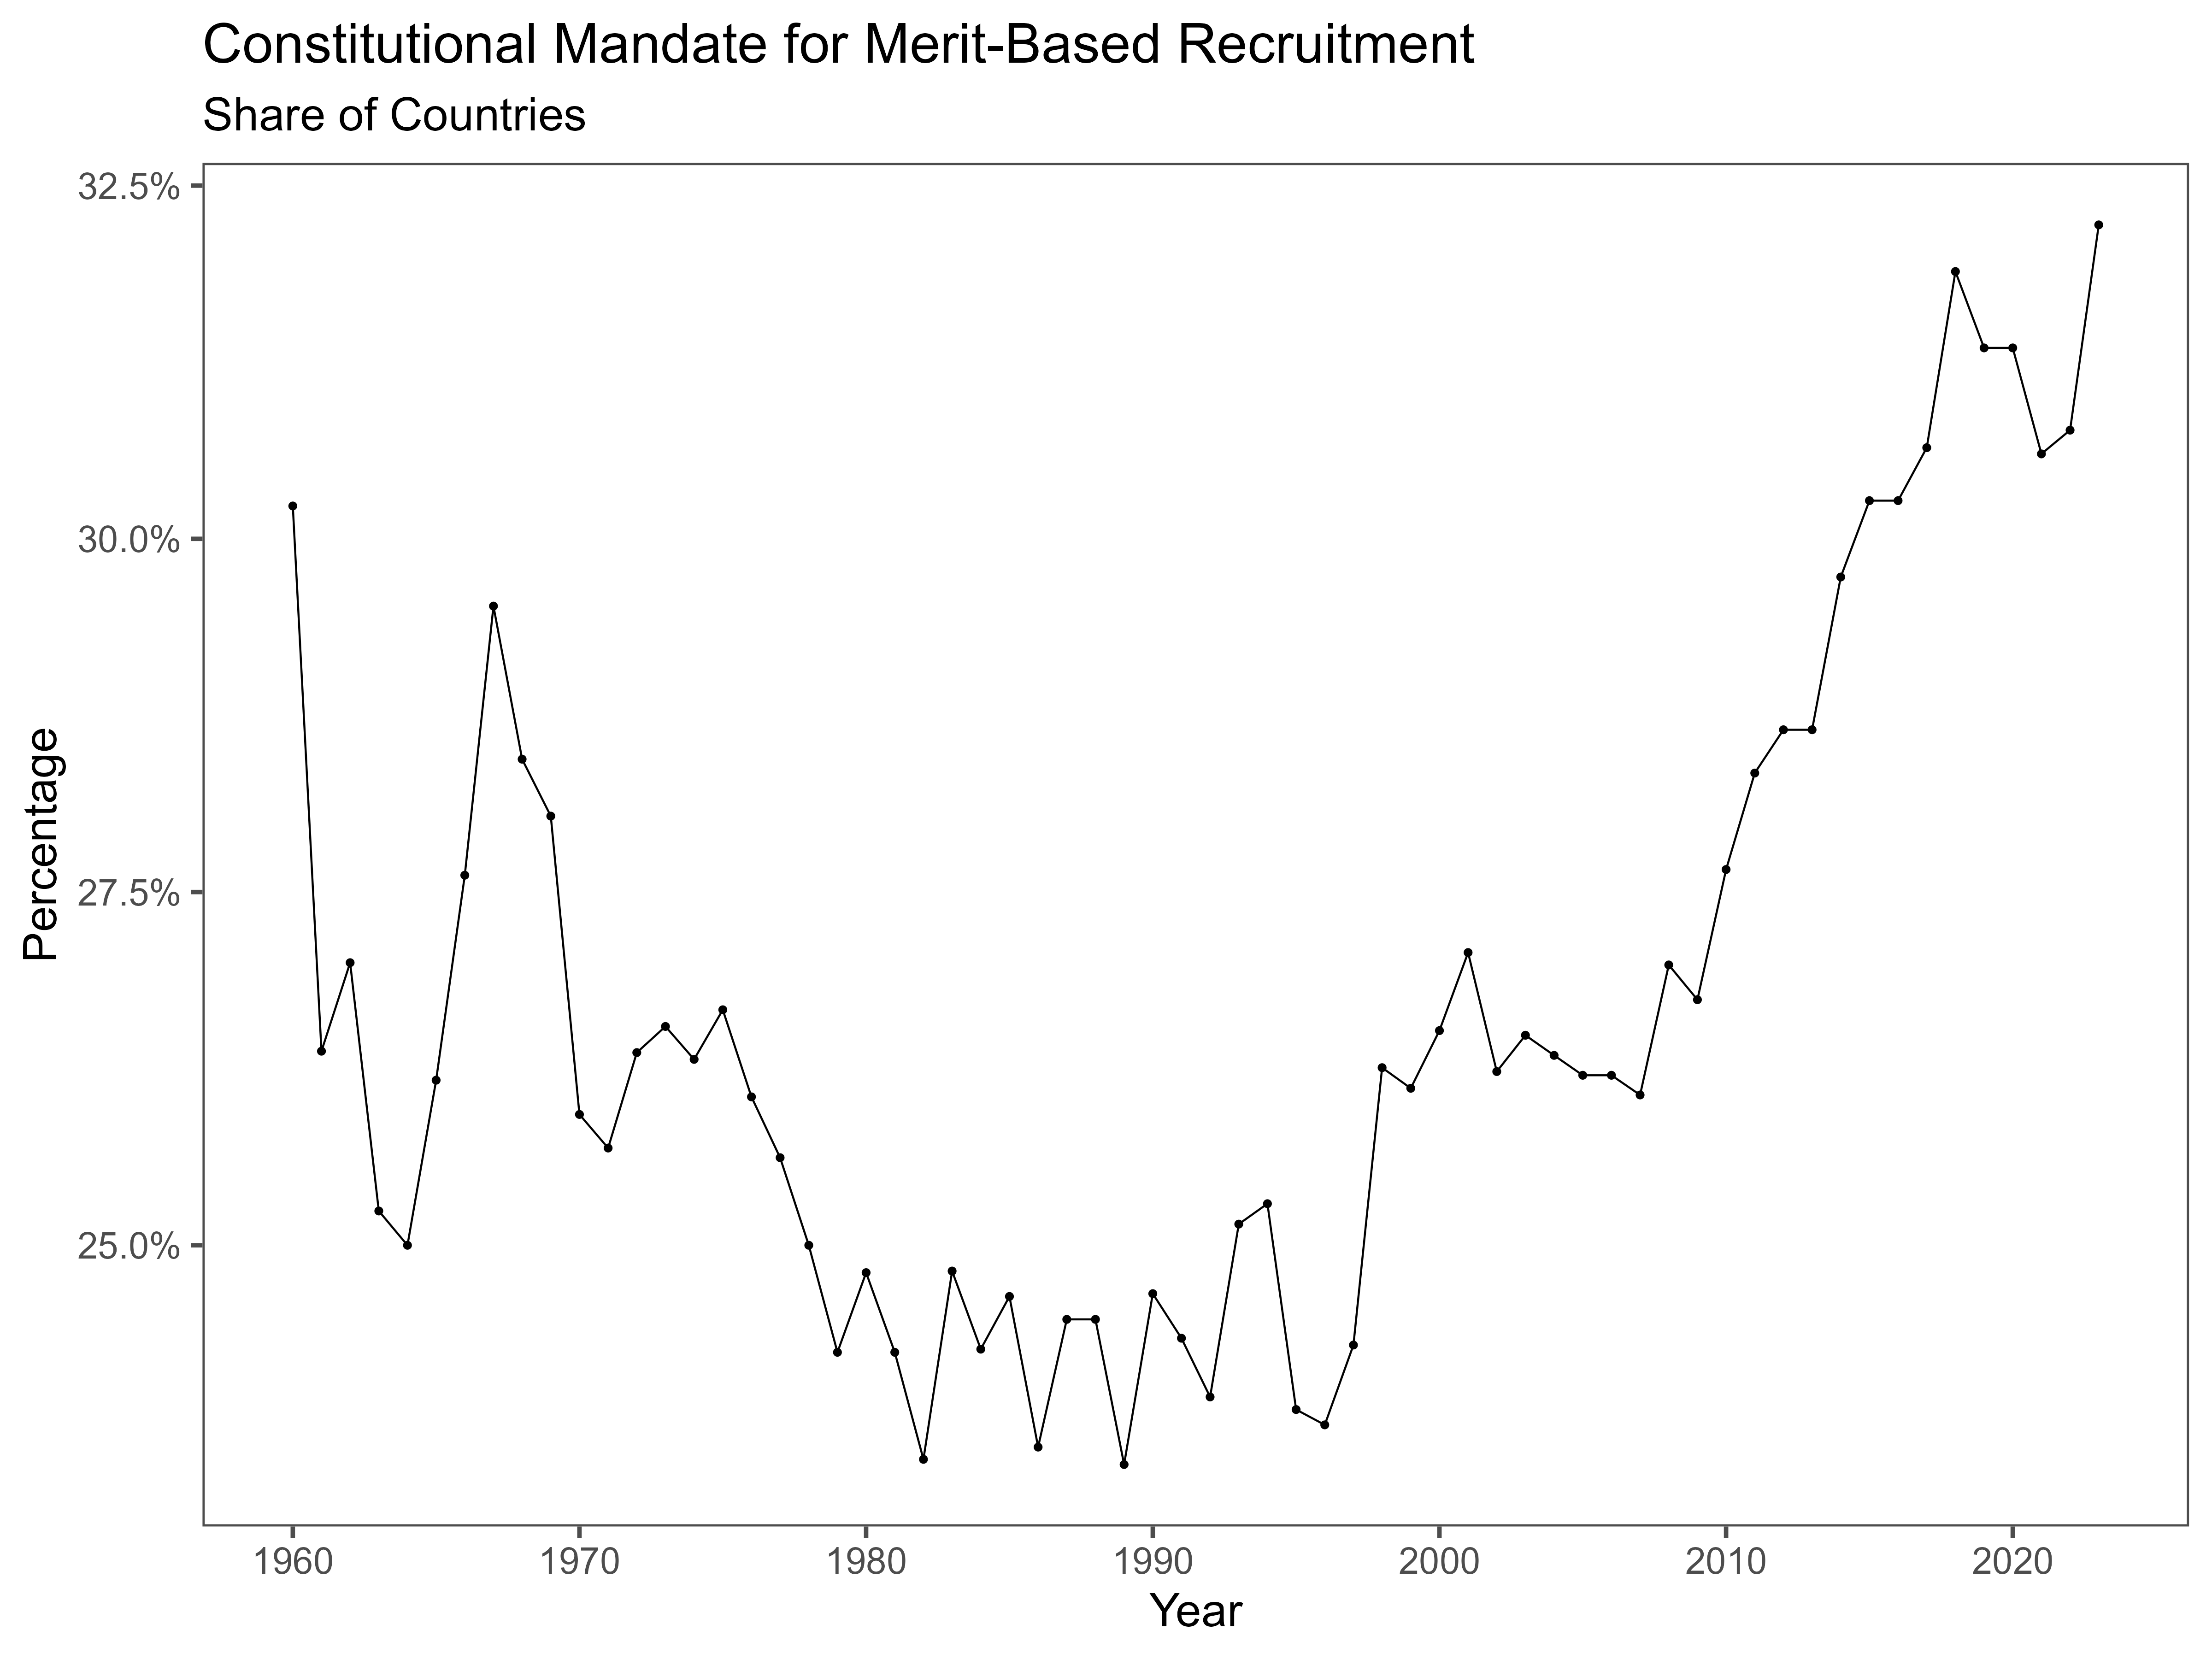 Constitutional Mandate for Merit-Based Recruitment
Share of Countries
32.5%
30.0%
27.5%
25.0%
Percentage
1960 1970 1980 1990 2000 2010 2020
Year